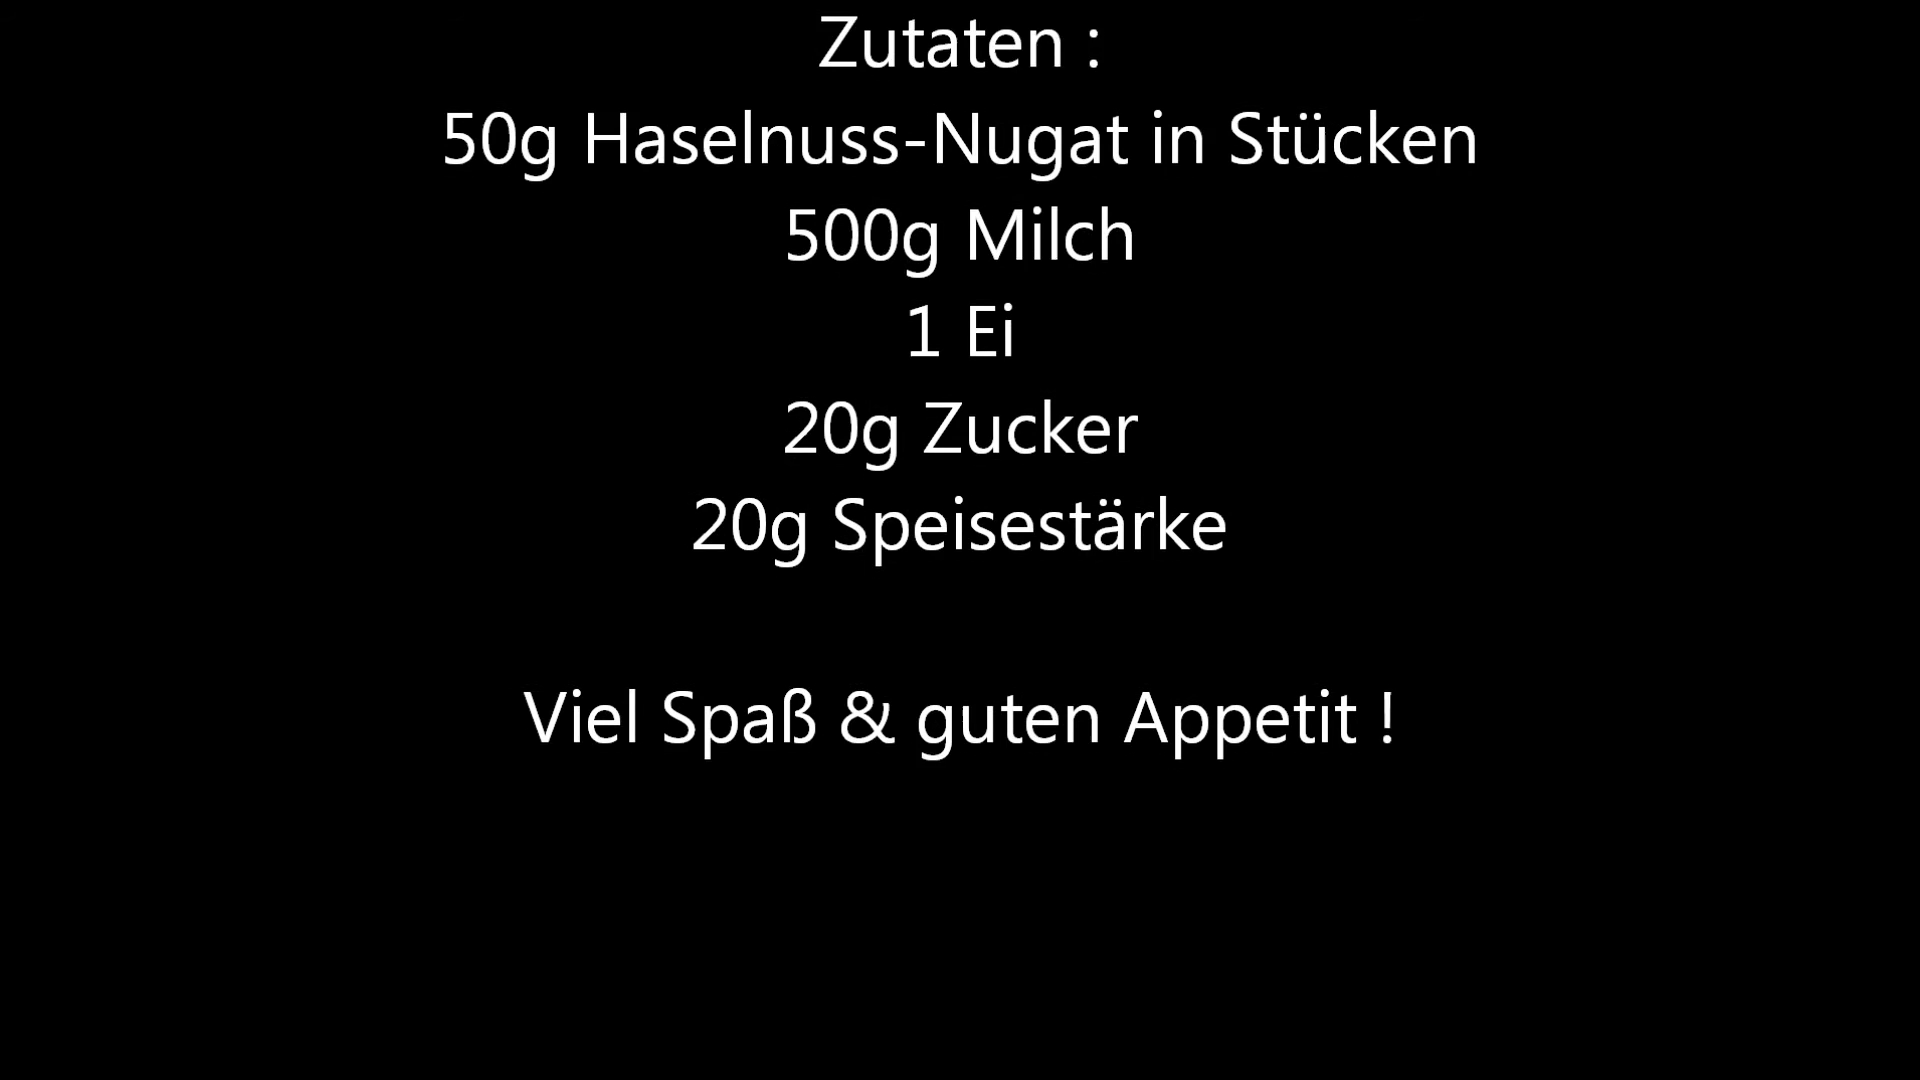 Zutaten :
50g Haselnuss-Nugat in Stücken
500g Milch
1 Ei
20g Zucker
20g Speisestärke
Viel Spaß & guten Appetit !